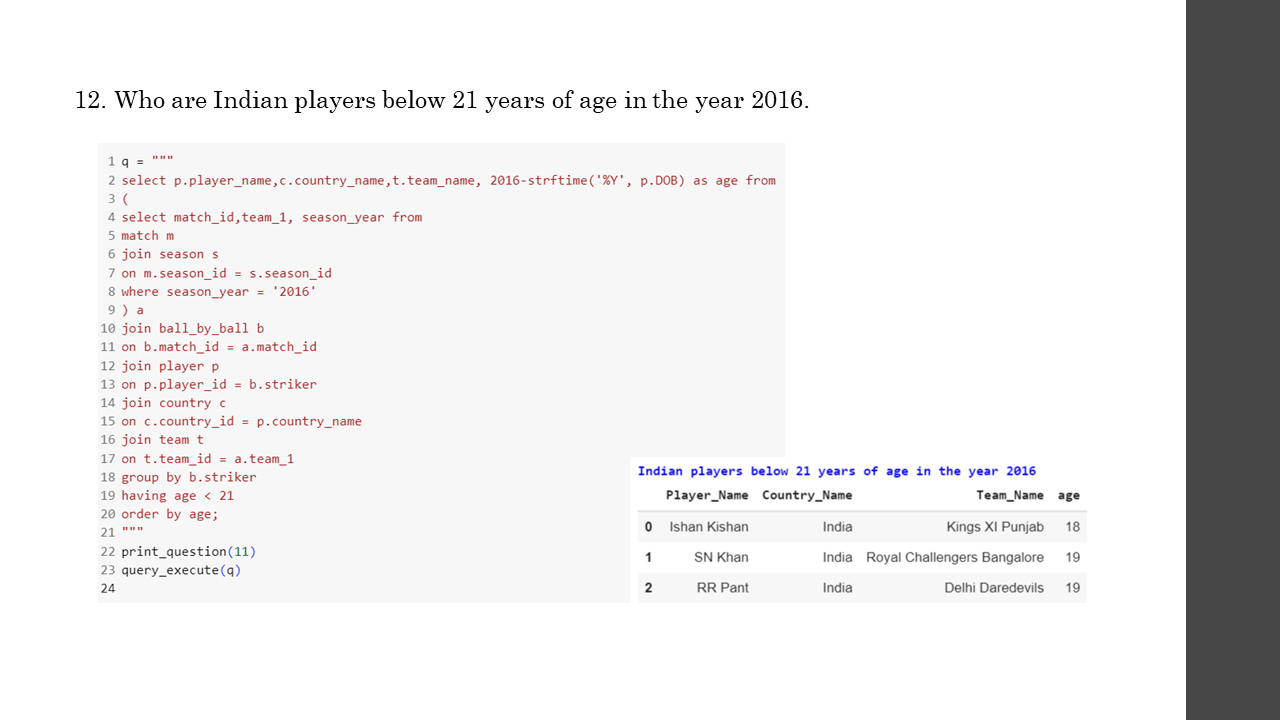 12. Who are Indian players below 21 years of age in the year 2016.
1 q = """
2 select p.player_name,c.country_name,t.team_name, 2016-strftime('%Y', p.DOB) as age from
3 (
4 select match_id,team_1, season_year from
5 match m
6 join season s
7 on m.season_id = s.season_id
8 where season_year = '2016'
9 ) a
10 join ball_by_ball b
11 on b.match_id = a.match_id
12 join player p
13 on p.player_id = b.striker
14 join country c
15 on c.country_id = p.country_name
16 join team t
17 on t.team_id = a.team_1
18 group by b.striker
19 having age < 21
20 order by age;
21 """
22 print_question(11)
23 query_execute(q)
24
Indian players below 21 years of age in the year 2016
Player_Name Country_Name Team_Name age
0 Ishan Kishan India Kings XI Punjab 18
1 SN Khan India Royal Challengers Bangalore 19
2 RR Pant India Delhi Daredevils 19